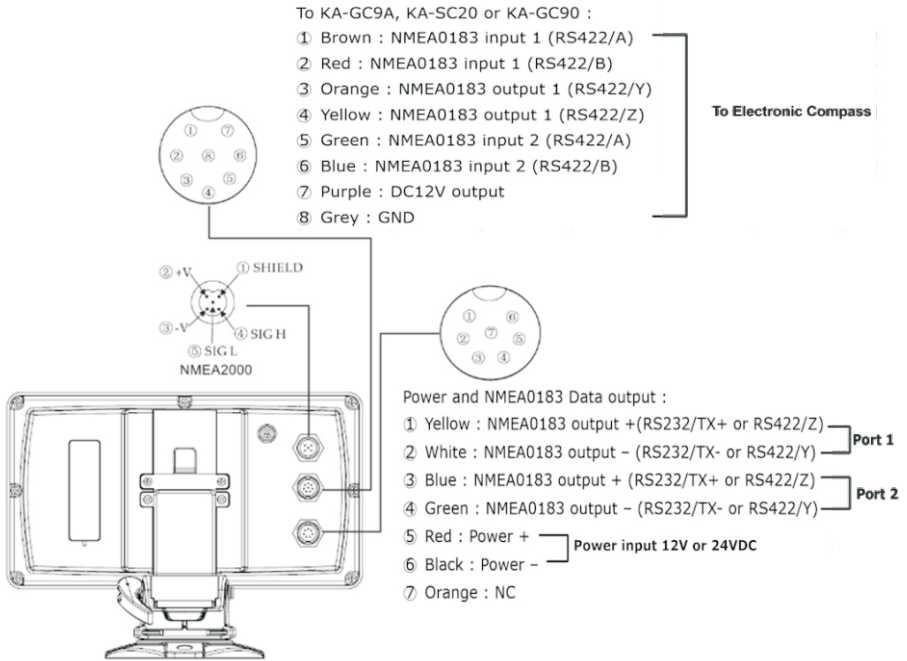 To KA-GC9A, KA-SC20 or KA-GC90 :
① Brown : NMEA0183 input 1 (RS422/A)
② Red : NMEA0183 input 1 (RS422/B)
③ Orange : NMEA0183 output 1 (RS422/Y)
④ Yellow : NMEA0183 output 1 (RS422/Z)
⑤ Green : NMEA0183 input 2 (RS422/A)
⑥ Blue : NMEA0183 input 2 (RS422/B)
⑦ Purple : DC12V output
⑧ Grey : GND
To Electronic Compass
① ⑦
② ⑧ ⑥
③ ⑤
④
② +V
① SHIELD
③ -V
④ SIG H
⑤ SIG L
NMEA2000
① ⑥
② ⑦ ⑤
③ ④
Power and NMEA0183 Data output :
① Yellow : NMEA0183 output +(RS232/TX+ or RS422/Z)
② White : NMEA0183 output – (RS232/TX- or RS422/Y)
Port 1
③ Blue : NMEA0183 output + (RS232/TX+ or RS422/Z)
④ Green : NMEA0183 output – (RS232/TX- or RS422/Y)
Port 2
⑤ Red : Power +
⑥ Black : Power –
Power input 12V or 24VDC
⑦ Orange : NC